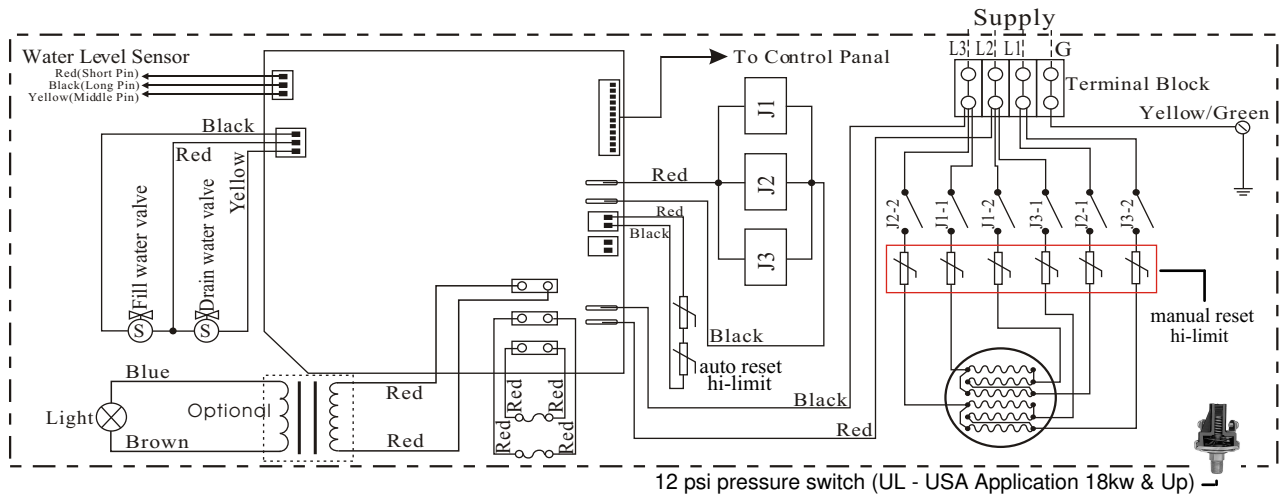 Supply
L3 L2 L1 G
Water Level Sensor
Red(Short Pin)
Black(Long Pin)
Yellow(Middle Pin)
To Control Panal
Terminal Block
Yellow/Green
Black
Red
Yellow
Fill water valve
Drain water valve
S
S
J1
J2
J3
Red
Red
Black
J2-2
J1-1
J1-2
J3-1
J2-1
J3-2
manual reset
hi-limit
Black
auto reset
hi-limit
Blue
Light
Optional
Brown
Red
Red
Red
Red
Red
Red
Black
Red
12 psi pressure switch (UL - USA Application 18kw & Up)